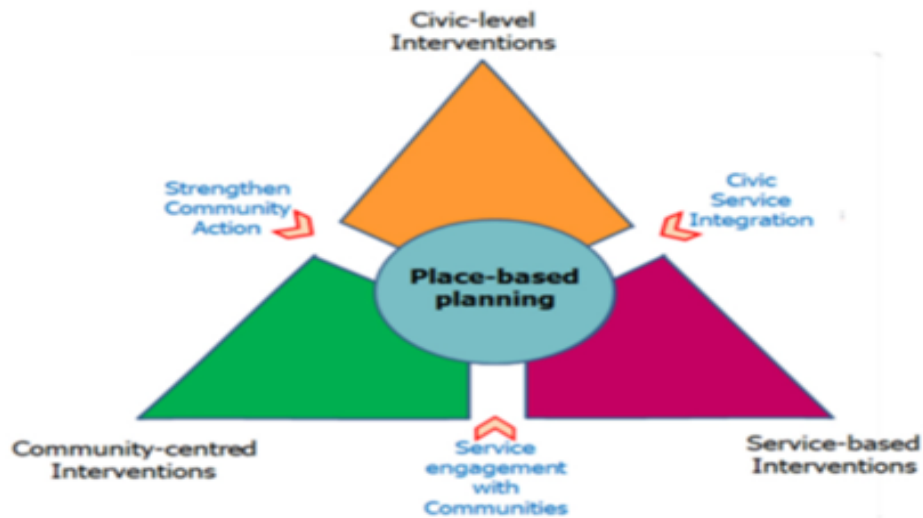 Civic-level
Interventions
Strengthen
Community
Action
Civic
Service
Integration
Place-based
planning
Community-centred
Interventions
Service
engagement
with
Communities
Service-based
Interventions